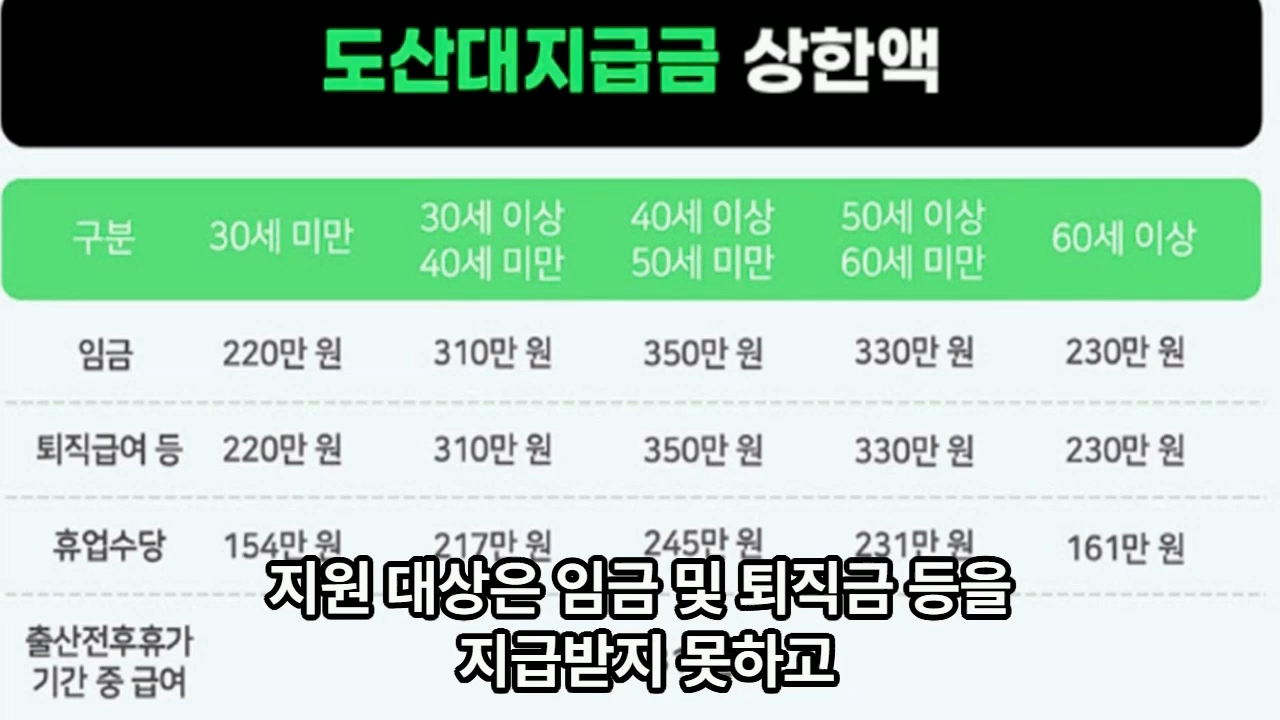 도산대지급금 상한액
구분 30세 미만 30세 이상 40세 미만 40세 이상 50세 미만 50세 이상 60세 미만 60세 이상
임금 220만 원 310만 원 350만 원 330만 원 230만 원
퇴직급여 등 220만 원 310만 원 350만 원 330만 원 230만 원
휴업수당 154만 원 217만 원 245만 원 231만 원 161만 원
출산전후휴가
기간 중 급여
지원 대상은 임금 및 퇴직금 등을
지급받지 못하고